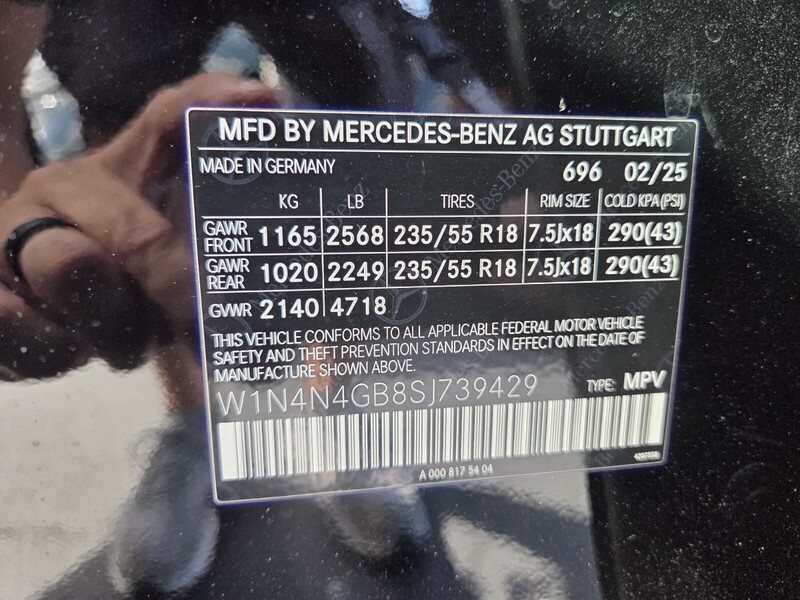 MFD BY MERCEDES-BENZ AG STUTTGART
MADE IN GERMANY 696 02/25
KG LB TIRES RIM SIZE COLD KPA (PSI)
GAWR FRONT 1165 2568 235/55 R18 7.5Jx18 290(43)
GAWR REAR 1020 2249 235/55 R18 7.5Jx18 290(43)
GVWR 2140 4718
THIS VEHICLE CONFORMS TO ALL APPLICABLE FEDERAL MOTOR VEHICLE
SAFETY AND THEFT PREVENTION STANDARDS IN EFFECT ON THE DATE OF
MANUFACTURE SHOWN ABOVE.
W1N4N4GB8SJ739429 TYPE: MPV
A 000 817 54 04